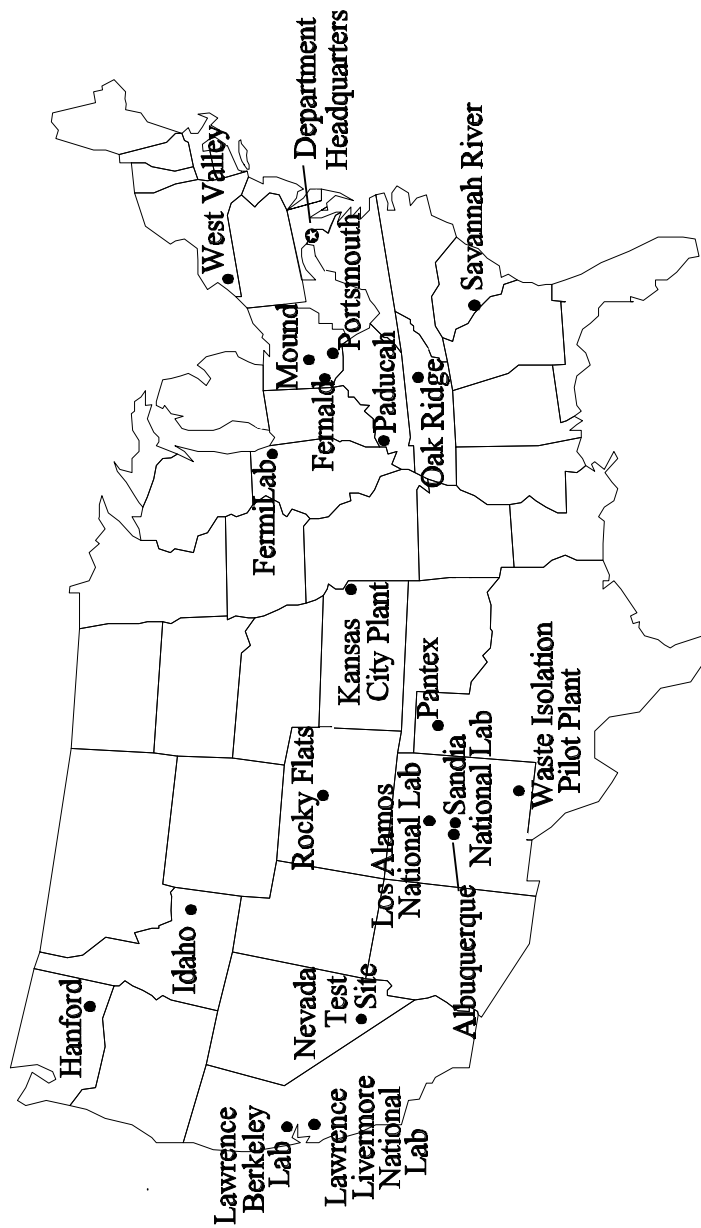 Hanford
Idaho
Lawrence
Berkeley
Lab
Lawrence
Livermore
National
Lab
Nevada
Test
Site
Rocky Flats
Los Alamos
National Lab
Albuquerque
Sandia
National Lab
Pantex
Waste Isolation
Pilot Plant
Kansas
City Plant
FermiLab
Mound
Fernald
Portsmouth
Paducah
Oak Ridge
West Valley
Department
Headquarters
Savannah River